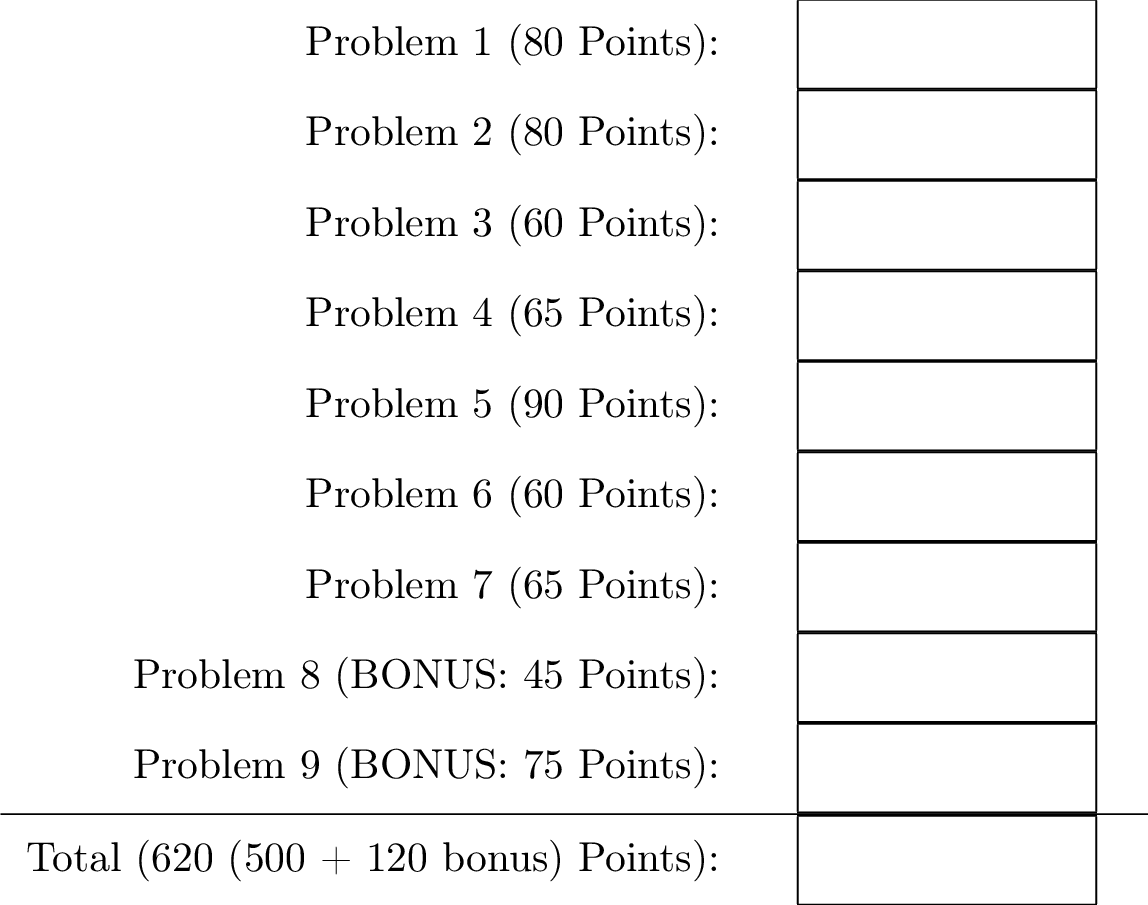 Problem 1 (80 Points):
Problem 2 (80 Points):
Problem 3 (60 Points):
Problem 4 (65 Points):
Problem 5 (90 Points):
Problem 6 (60 Points):
Problem 7 (65 Points):
Problem 8 (BONUS: 45 Points):
Problem 9 (BONUS: 75 Points):
Total (620 (500 + 120 bonus) Points):